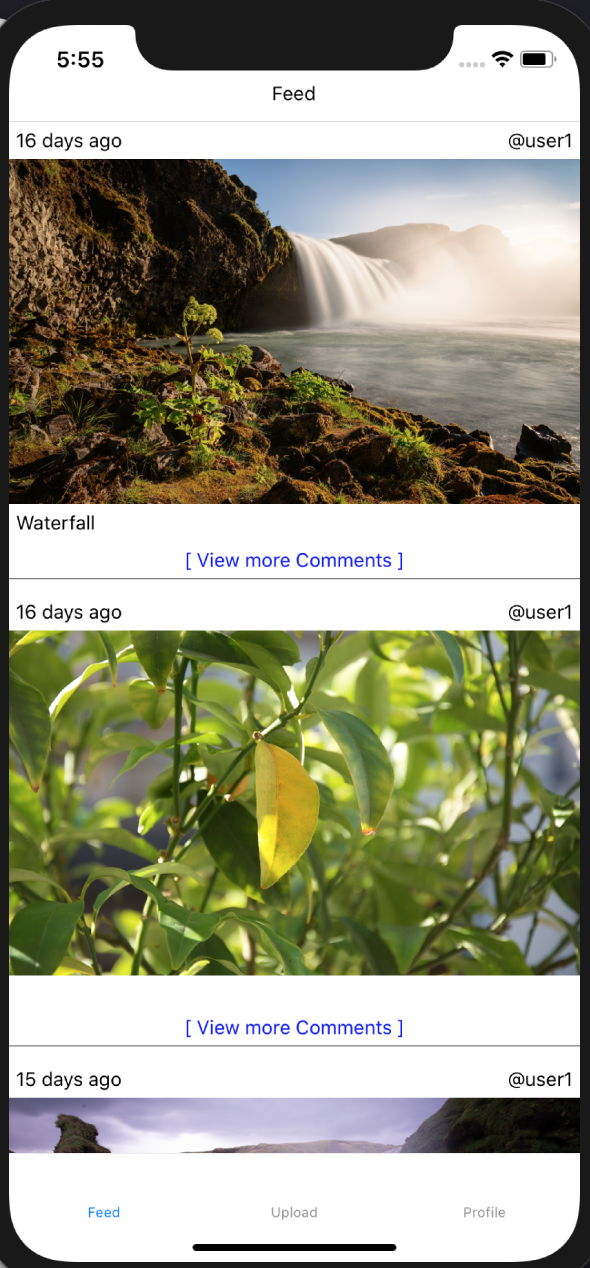 5:55
Feed
16 days ago @user1
Waterfall
[ View more Comments ]
16 days ago @user1
[ View more Comments ]
15 days ago @user1
Feed Upload Profile